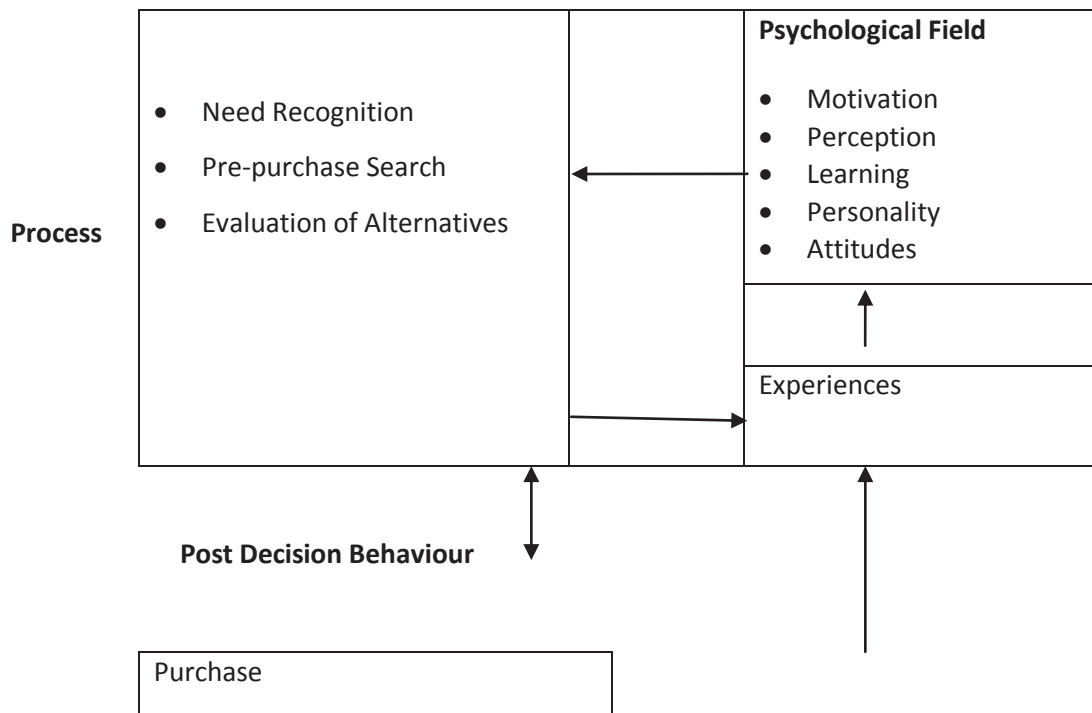 Process
• Need Recognition
• Pre-purchase Search
• Evaluation of Alternatives
Psychological Field
• Motivation
• Perception
• Learning
• Personality
• Attitudes
Experiences
Post Decision Behaviour
Purchase